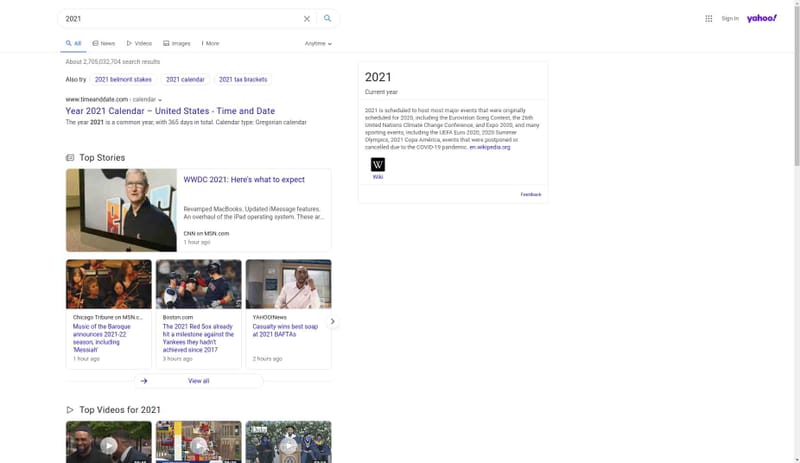 2021
Sign In
yahoo!
All
News
Videos
Images
More
Anytime
About 2,705,032,704 search results
Also try
2021 belmont stakes
2021 calendar
2021 tax brackets
www.timeanddate.com › calendar
Year 2021 Calendar – United States - Time and Date
The year 2021 is a common year, with 365 days in total. Calendar type: Gregorian calendar
Top Stories
WWDC 2021: Here's what to expect
Revamped MacBooks. Updated iMessage features.
An overhaul of the iPad operating system. These ar...
CNN on MSN.com
1 hour ago
Chicago Tribune on MSN.c...
Music of the Baroque
announces 2021-22
season, including
'Messiah'
1 hour ago
Boston.com
The 2021 Red Sox already
hit a milestone against the
Yankees they hadn't
achieved since 2017
3 hours ago
YAHOO!News
Casualty wins best soap
at 2021 BAFTAs
2 hours ago
View all
Top Videos for 2021
2021
Current year
2021 is scheduled to host most major events that were originally
scheduled for 2020, including the Eurovision Song Contest, the 26th
United Nations Climate Change Conference, and Expo 2020, and many
sporting events, including the UEFA Euro 2020, 2020 Summer
Olympics, 2021 Copa América, events that were postponed or
cancelled due to the COVID-19 pandemic. en.wikipedia.org
W
Wiki
Feedback